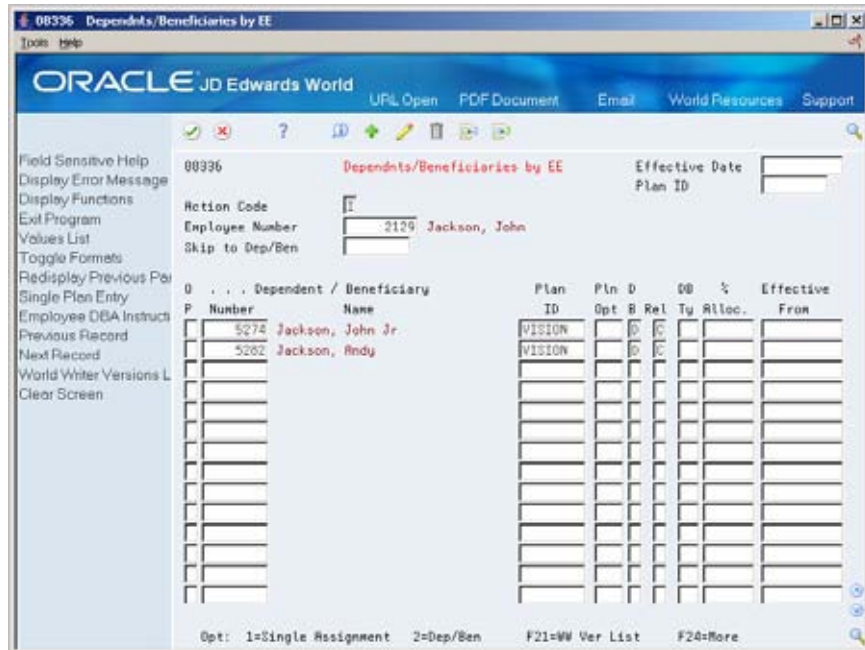 08336 Dependnts/Beneficiaries by EE
Tools Help
ORACLE JD Edwards World
URL Open PDF Document Email World Resources Support
Field Sensitive Help
Display Error Message
Display Functions
Exit Program
Values List
Toggle Formats
Redisplay Previous Par
Single Plan Entry
Employee DBA Instructi
Previous Record
Next Record
World Writer Versions L
Clear Screen
08336 Dependnts/Beneficiaries by EE Effective Date
Plan ID
Action Code I
Employee Number 2129 Jackson, John
Skip to Dep/Ben
O . . . Dependent / Beneficiary Plan Pln D DB % Effective
P Number Name ID Opt B Rel Ty Alloc. From
5274 Jackson, John Jr VISION D C
5282 Jackson, Andy VISION D C
Opt: 1=Single Assignment 2=Dep/Ben F21=WW Ver List F24=More